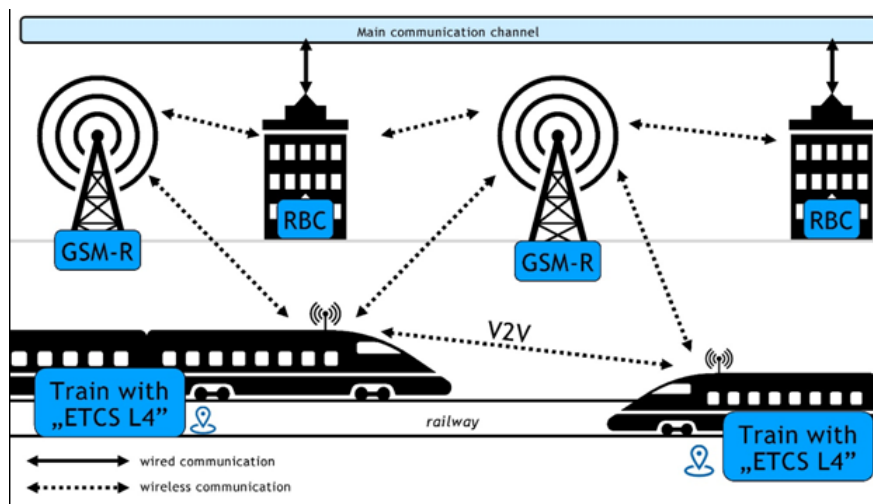 Main communication channel
RBC
RBC
GSM-R
GSM-R
V2V
Train with
„ETCS L4”
railway
Train with
„ETCS L4”
wired communication
wireless communication